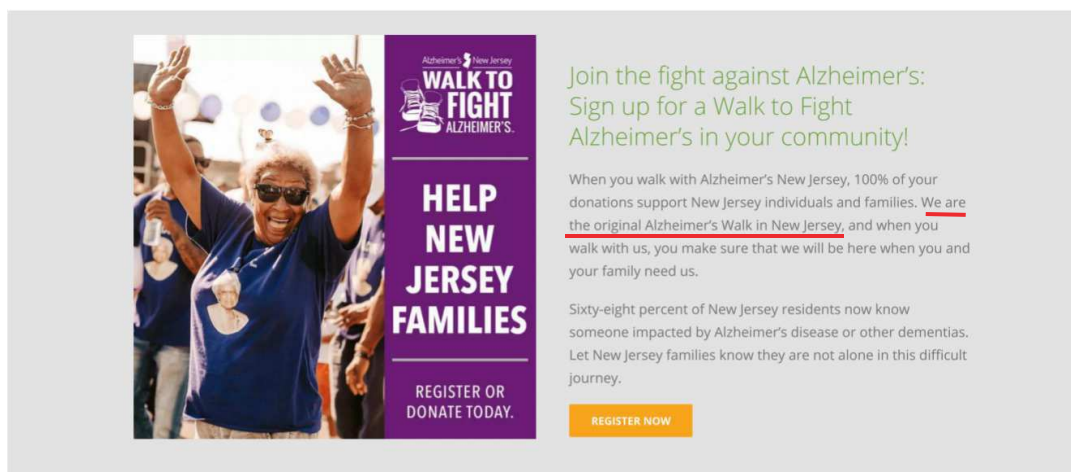 Alzheimer's New Jersey
WALK TO
FIGHT
ALZHEIMER'S.
HELP
NEW
JERSEY
FAMILIES
REGISTER OR
DONATE TODAY.
Join the fight against Alzheimer's:
Sign up for a Walk to Fight
Alzheimer's in your community!
When you walk with Alzheimer's New Jersey, 100% of your
donations support New Jersey individuals and families. We are
the original Alzheimer's Walk in New Jersey, and when you
walk with us, you make sure that we will be here when you and
your family need us.
Sixty-eight percent of New Jersey residents now know
someone impacted by Alzheimer's disease or other dementias.
Let New Jersey families know they are not alone in this difficult
journey.
REGISTER NOW